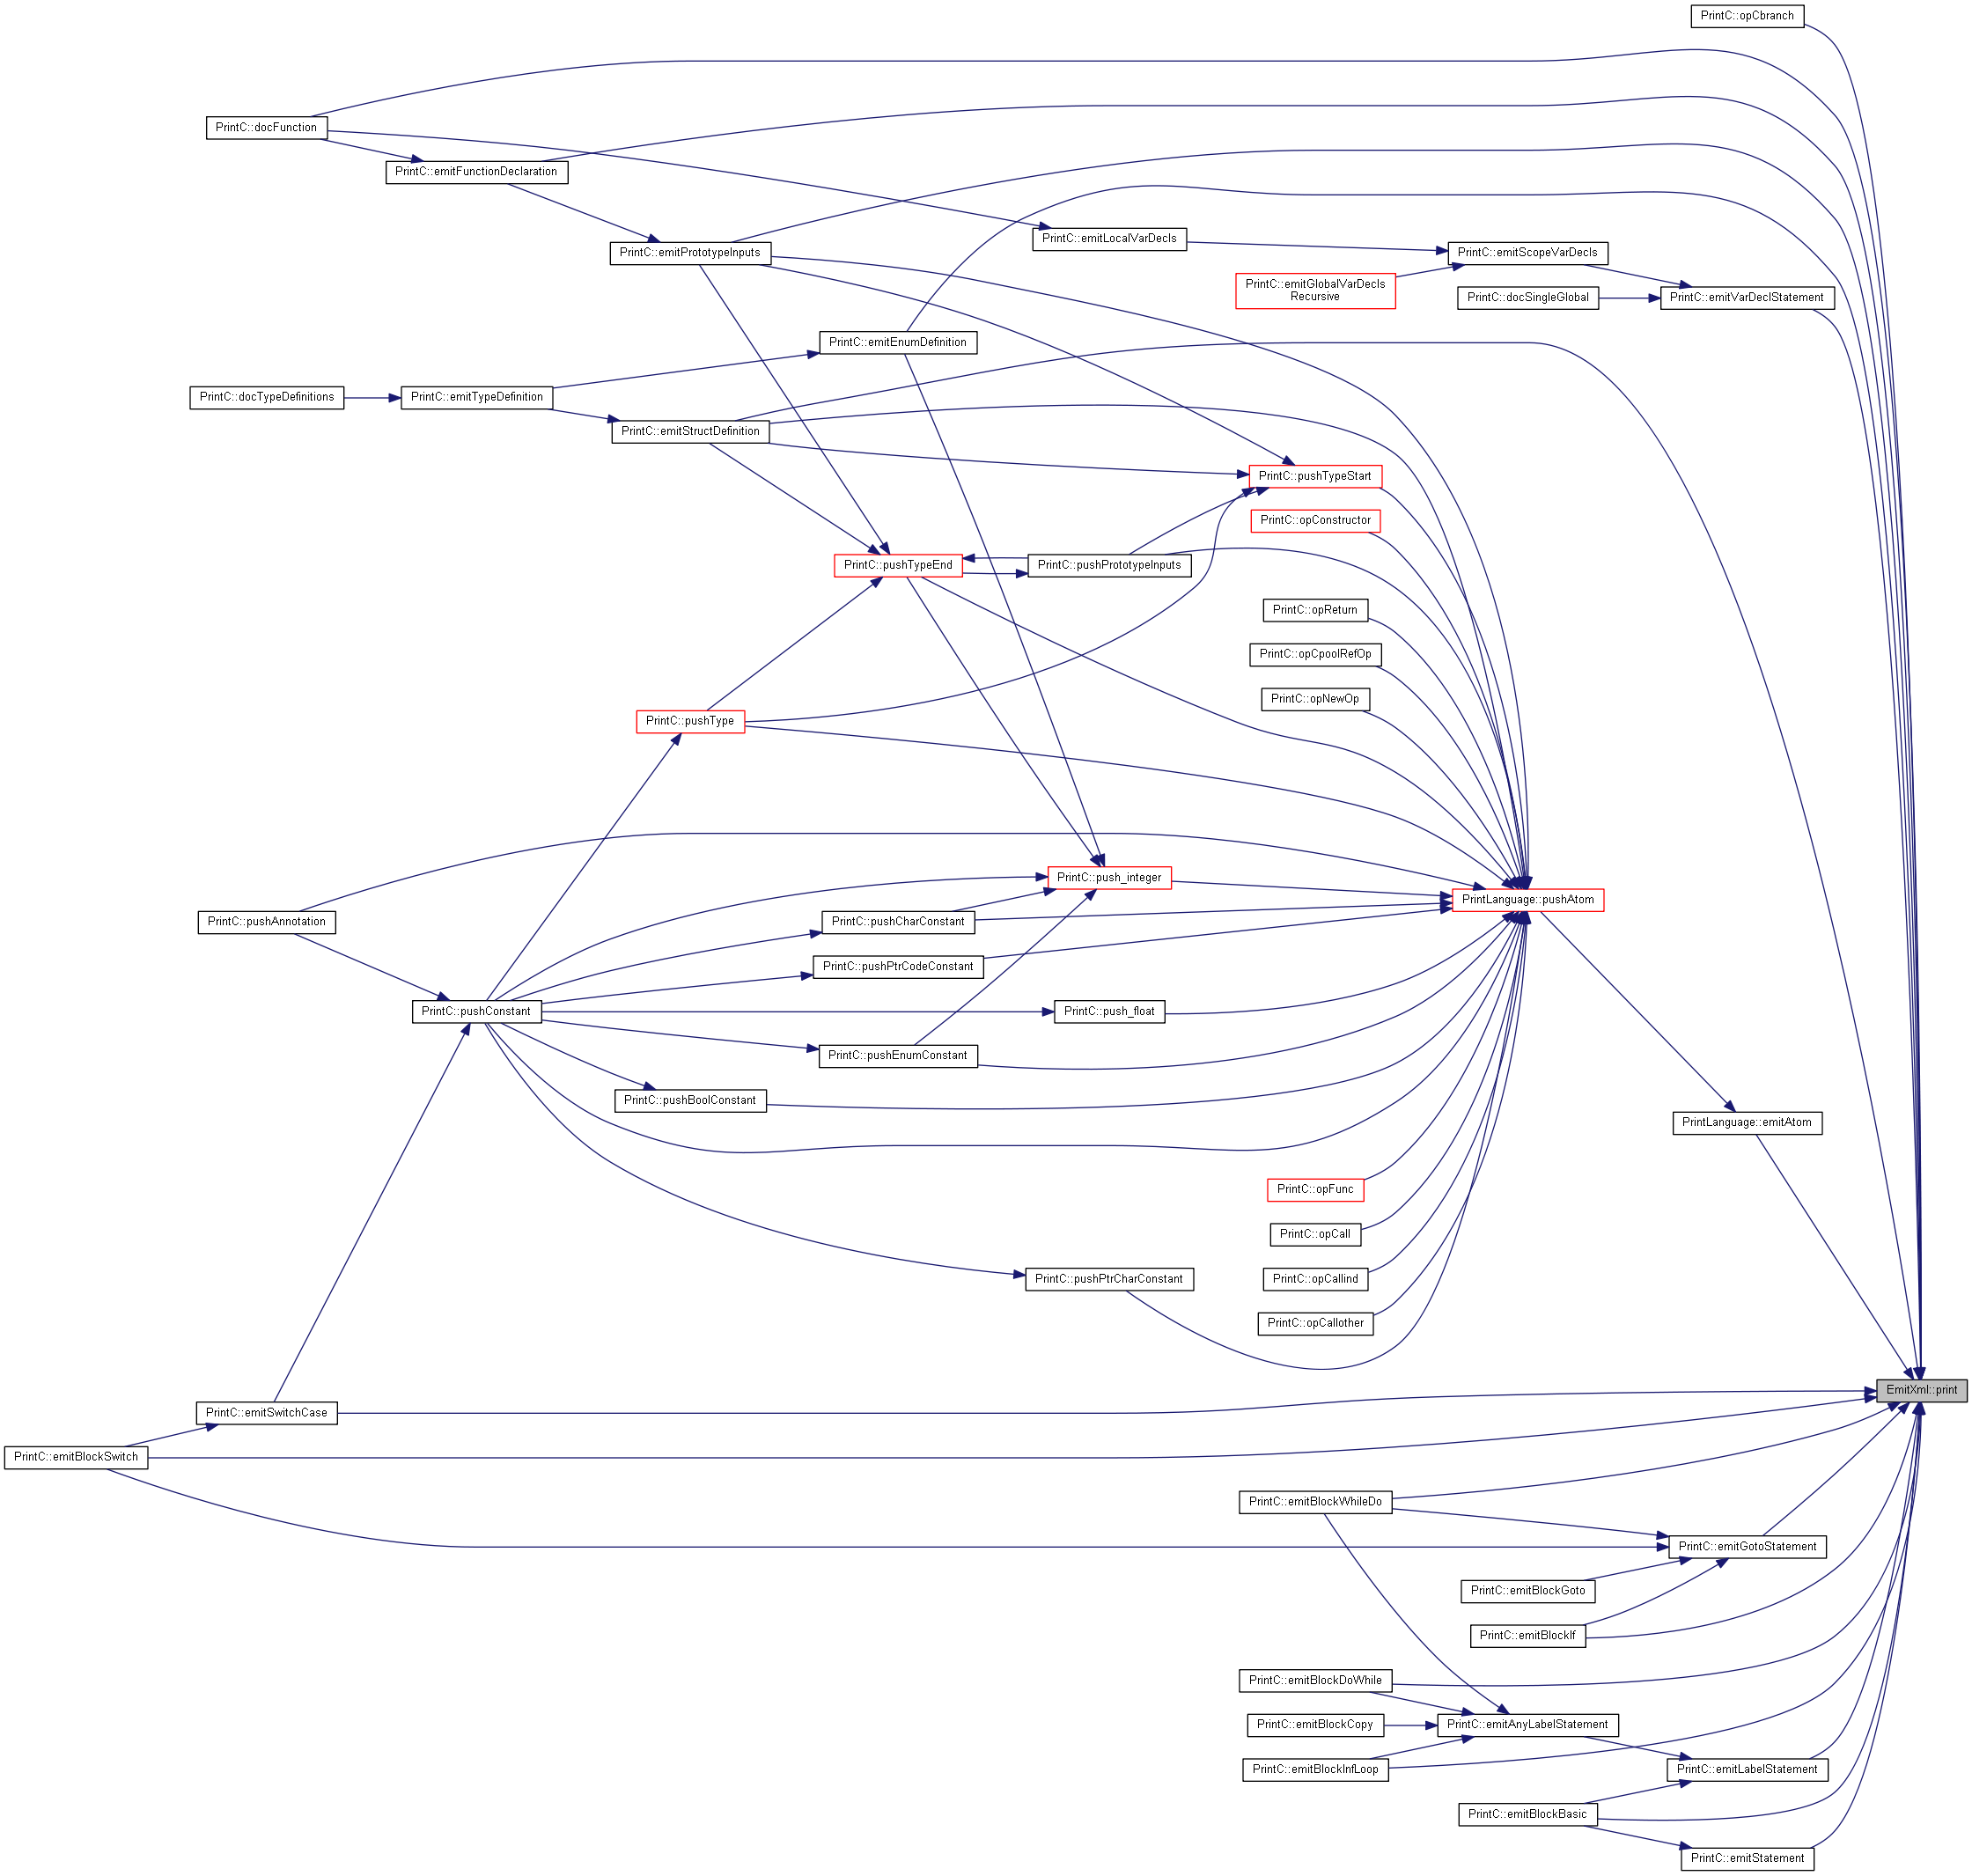 PrintC::opCbranch
PrintC::docFunction
PrintC::emitFunctionDeclaration
PrintC::emitLocalVarDecls
PrintC::emitPrototypeInputs
PrintC::emitScopeVarDecls
PrintC::emitGlobalVarDecls
Recursive
PrintC::docSingleGlobal
PrintC::emitVarDeclStatement
PrintC::emitEnumDefinition
PrintC::docTypeDefinitions
PrintC::emitTypeDefinition
PrintC::emitStructDefinition
PrintC::pushTypeStart
PrintC::opConstructor
PrintC::pushTypeEnd
PrintC::pushPrototypeInputs
PrintC::opReturn
PrintC::opCpoolRefOp
PrintC::opNewOp
PrintC::pushType
PrintC::push_integer
PrintLanguage::pushAtom
PrintC::pushAnnotation
PrintC::pushCharConstant
PrintC::pushPtrCodeConstant
PrintC::pushConstant
PrintC::push_float
PrintC::pushEnumConstant
PrintC::pushBoolConstant
PrintLanguage::emitAtom
PrintC::opFunc
PrintC::opCall
PrintC::pushPtrCharConstant
PrintC::opCallind
PrintC::opCallother
EmitXml::print
PrintC::emitSwitchCase
PrintC::emitBlockSwitch
PrintC::emitBlockWhileDo
PrintC::emitGotoStatement
PrintC::emitBlockGoto
PrintC::emitBlockIf
PrintC::emitBlockDoWhile
PrintC::emitBlockCopy
PrintC::emitAnyLabelStatement
PrintC::emitBlockInfLoop
PrintC::emitLabelStatement
PrintC::emitBlockBasic
PrintC::emitStatement